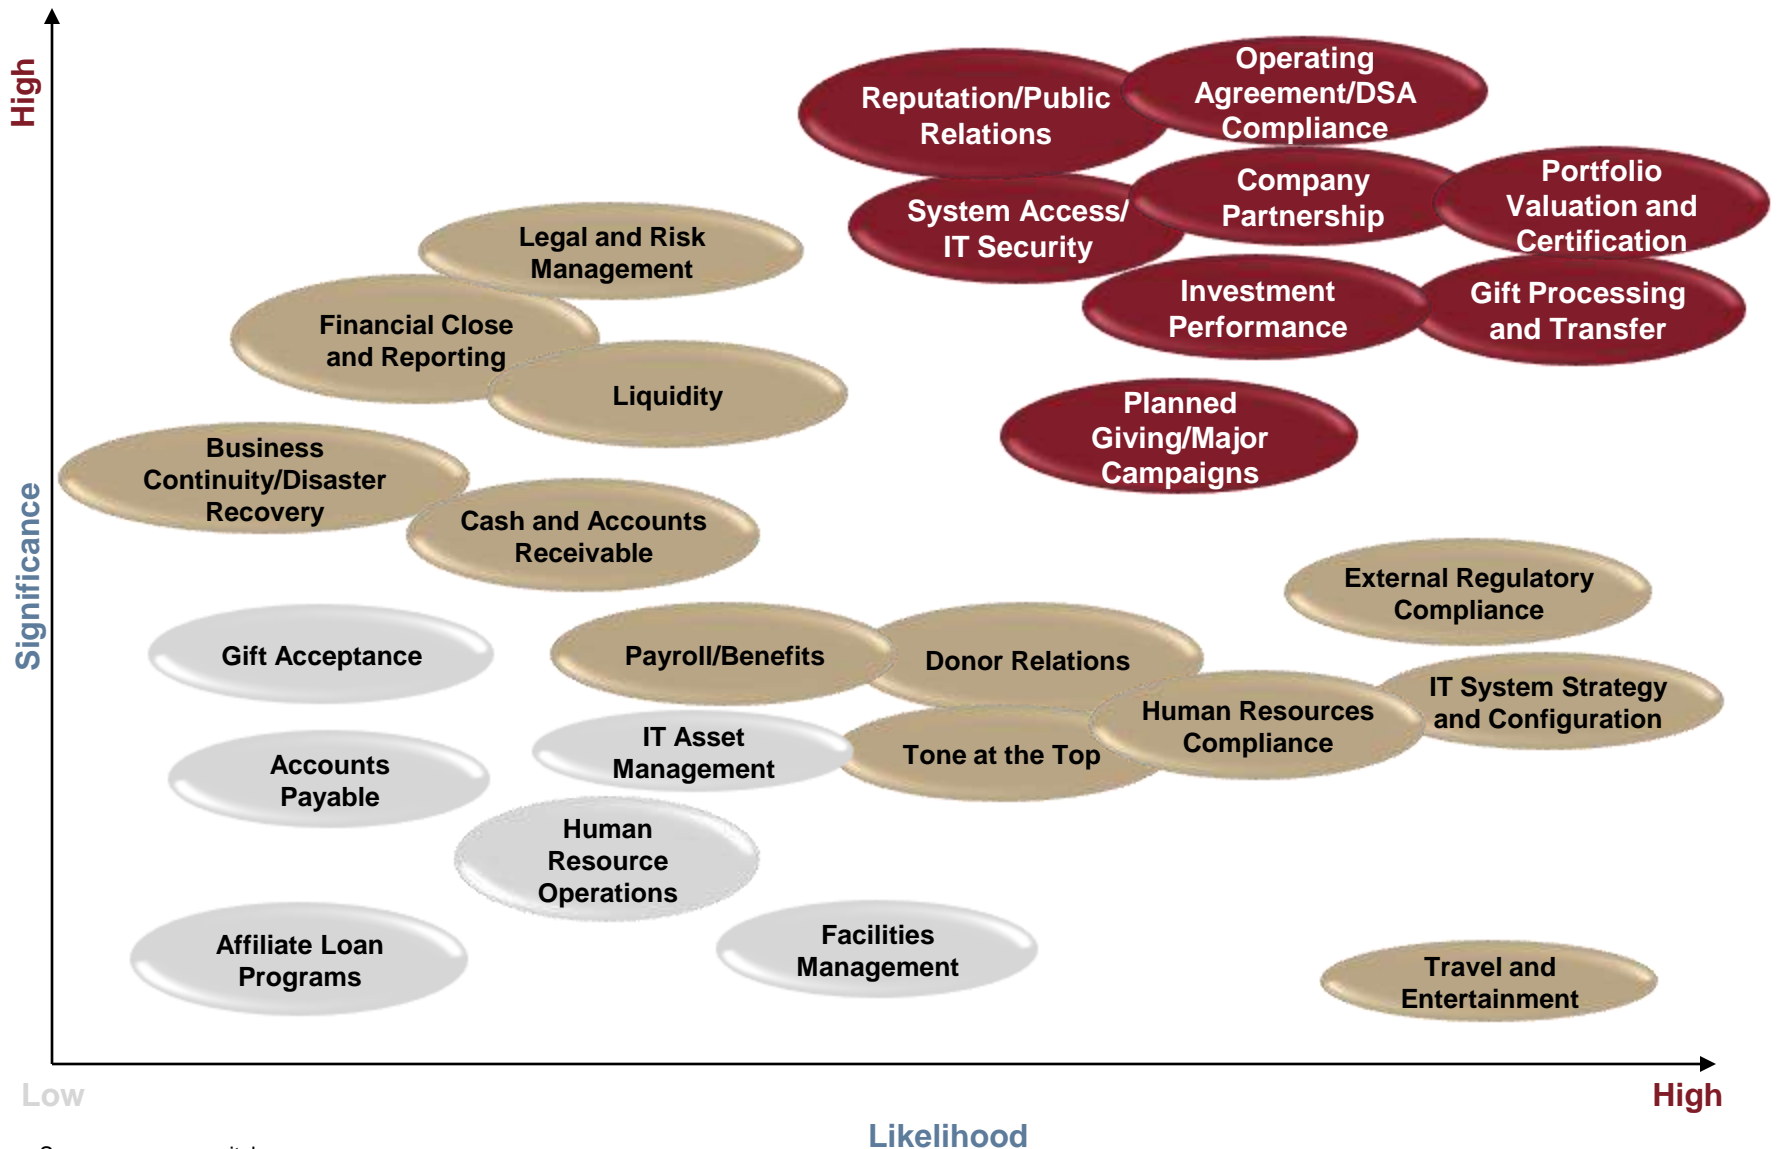 High
Operating
Agreement/DSA
Compliance
Reputation/Public
Relations
Company
Partnership
Portfolio
Valuation and
Certification
System Access/
IT Security
Legal and Risk
Management
Investment
Performance
Gift Processing
and Transfer
Financial Close
and Reporting
Liquidity
Planned
Giving/Major
Campaigns
Business
Continuity/Disaster
Recovery
Cash and Accounts
Receivable
Significance
External Regulatory
Compliance
Gift Acceptance
Payroll/Benefits
Donor Relations
IT System Strategy
and Configuration
Human Resources
Compliance
IT Asset
Management
Tone at the Top
Accounts
Payable
Human
Resource
Operations
Affiliate Loan
Programs
Facilities
Management
Travel and
Entertainment
Low
High
Likelihood